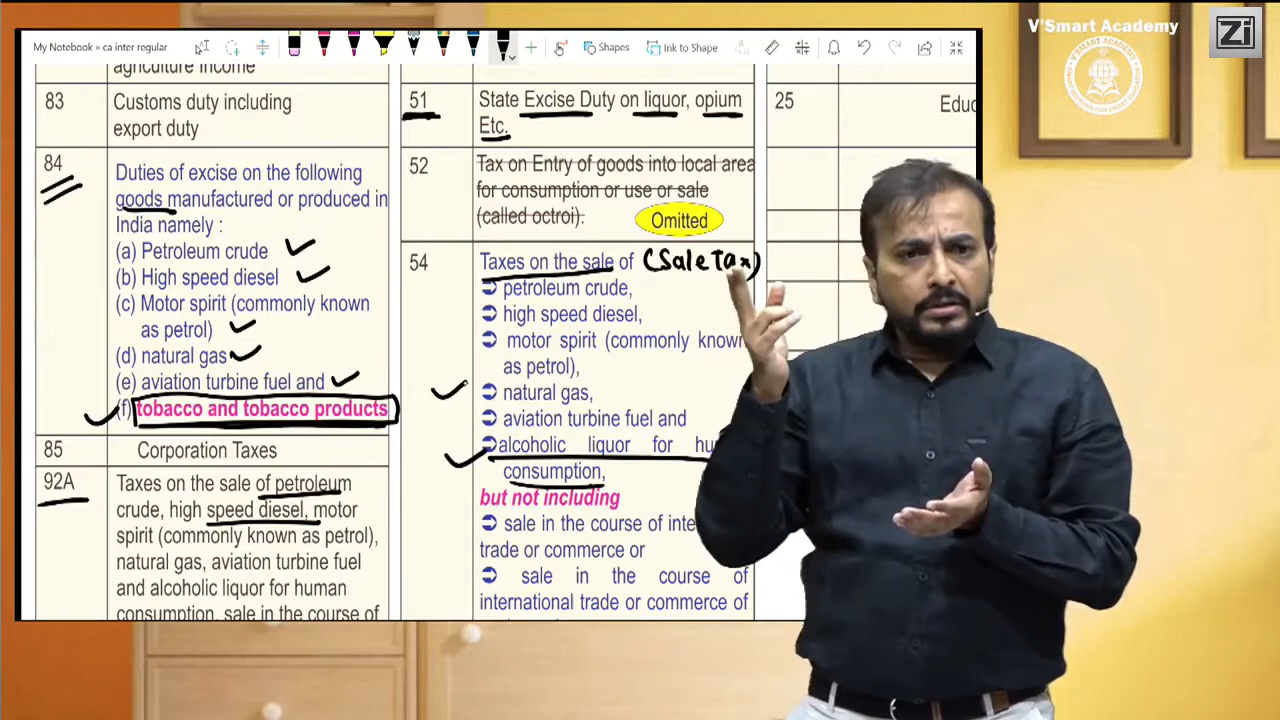 V'Smart Academy
Zi
My Notebook » ca inter regular
Shapes
Ink to Shape
agriculture income
83
Customs duty including
export duty
84
Duties of excise on the following
goods manufactured or produced in
India namely :
(a) Petroleum crude
(b) High speed diesel
(c) Motor spirit (commonly known
as petrol)
(d) natural gas
(e) aviation turbine fuel and
(f) tobacco and tobacco products
85
Corporation Taxes
92A
Taxes on the sale of petroleum
crude, high speed diesel, motor
spirit (commonly known as petrol),
natural gas, aviation turbine fuel
and alcoholic liquor for human
consumption, sale in the course of
51
State Excise Duty on liquor, opium
Etc.
52
Tax on Entry of goods into local area
for consumption or use or sale
(called octroi).
Omitted
54
Taxes on the sale of (Sale Tax)
petroleum crude,
high speed diesel,
motor spirit (commonly known
as petrol),
natural gas,
aviation turbine fuel and
alcoholic liquor for hu
consumption,
but not including
sale in the course of inte
trade or commerce or
sale in the course of
international trade or commerce of
25
Educ